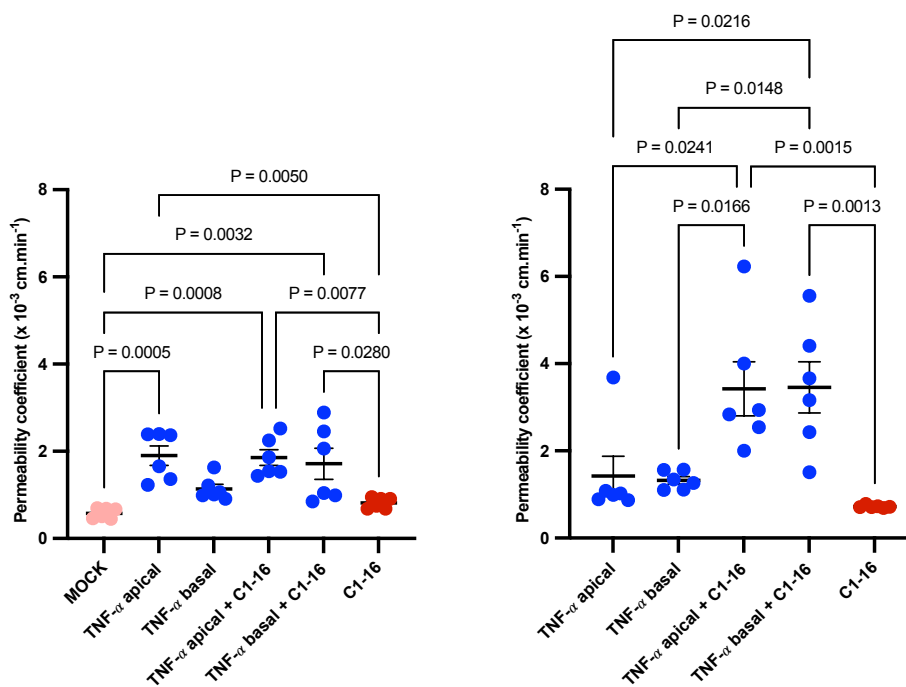 P = 0.0050
P = 0.0032
P = 0.0008
P = 0.0077
P = 0.0005
P = 0.0280
Permeability coefficient (x 10⁻³ cm.min⁻¹)
8
6
4
2
0
MOCK
TNF-α apical
TNF-α basal
TNF-α apical + C1-16
TNF-α basal + C1-16
C1-16
P = 0.0216
P = 0.0148
P = 0.0241
P = 0.0015
P = 0.0166
P = 0.0013
Permeability coefficient (x 10⁻³ cm.min⁻¹)
8
6
4
2
0
TNF-α apical
TNF-α basal
TNF-α apical + C1-16
TNF-α basal + C1-16
C1-16